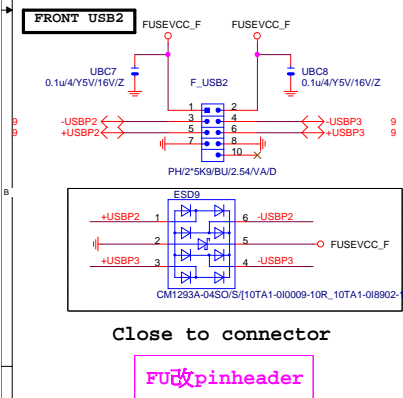 FRONT USB2
FUSEVCC_F FUSEVCC_F
UBC7
0.1u/4/Y5V/16V/Z
F_USB2
UBC8
0.1u/4/Y5V/16V/Z
1 2
9 -USBP2 3 4 -USBP3 9
9 +USBP2 5 6 +USBP3 9
7 8
10
PH/2*5K9/BU/2.54/VA/D
B
ESD9
+USBP2 1 6 -USBP2
2 5 FUSEVCC_F
+USBP3 3 4 -USBP3
CM1293A-04SO/S/[10TA1-0I0009-10R_10TA1-0I8902-1
Close to connector
FU改pinheader